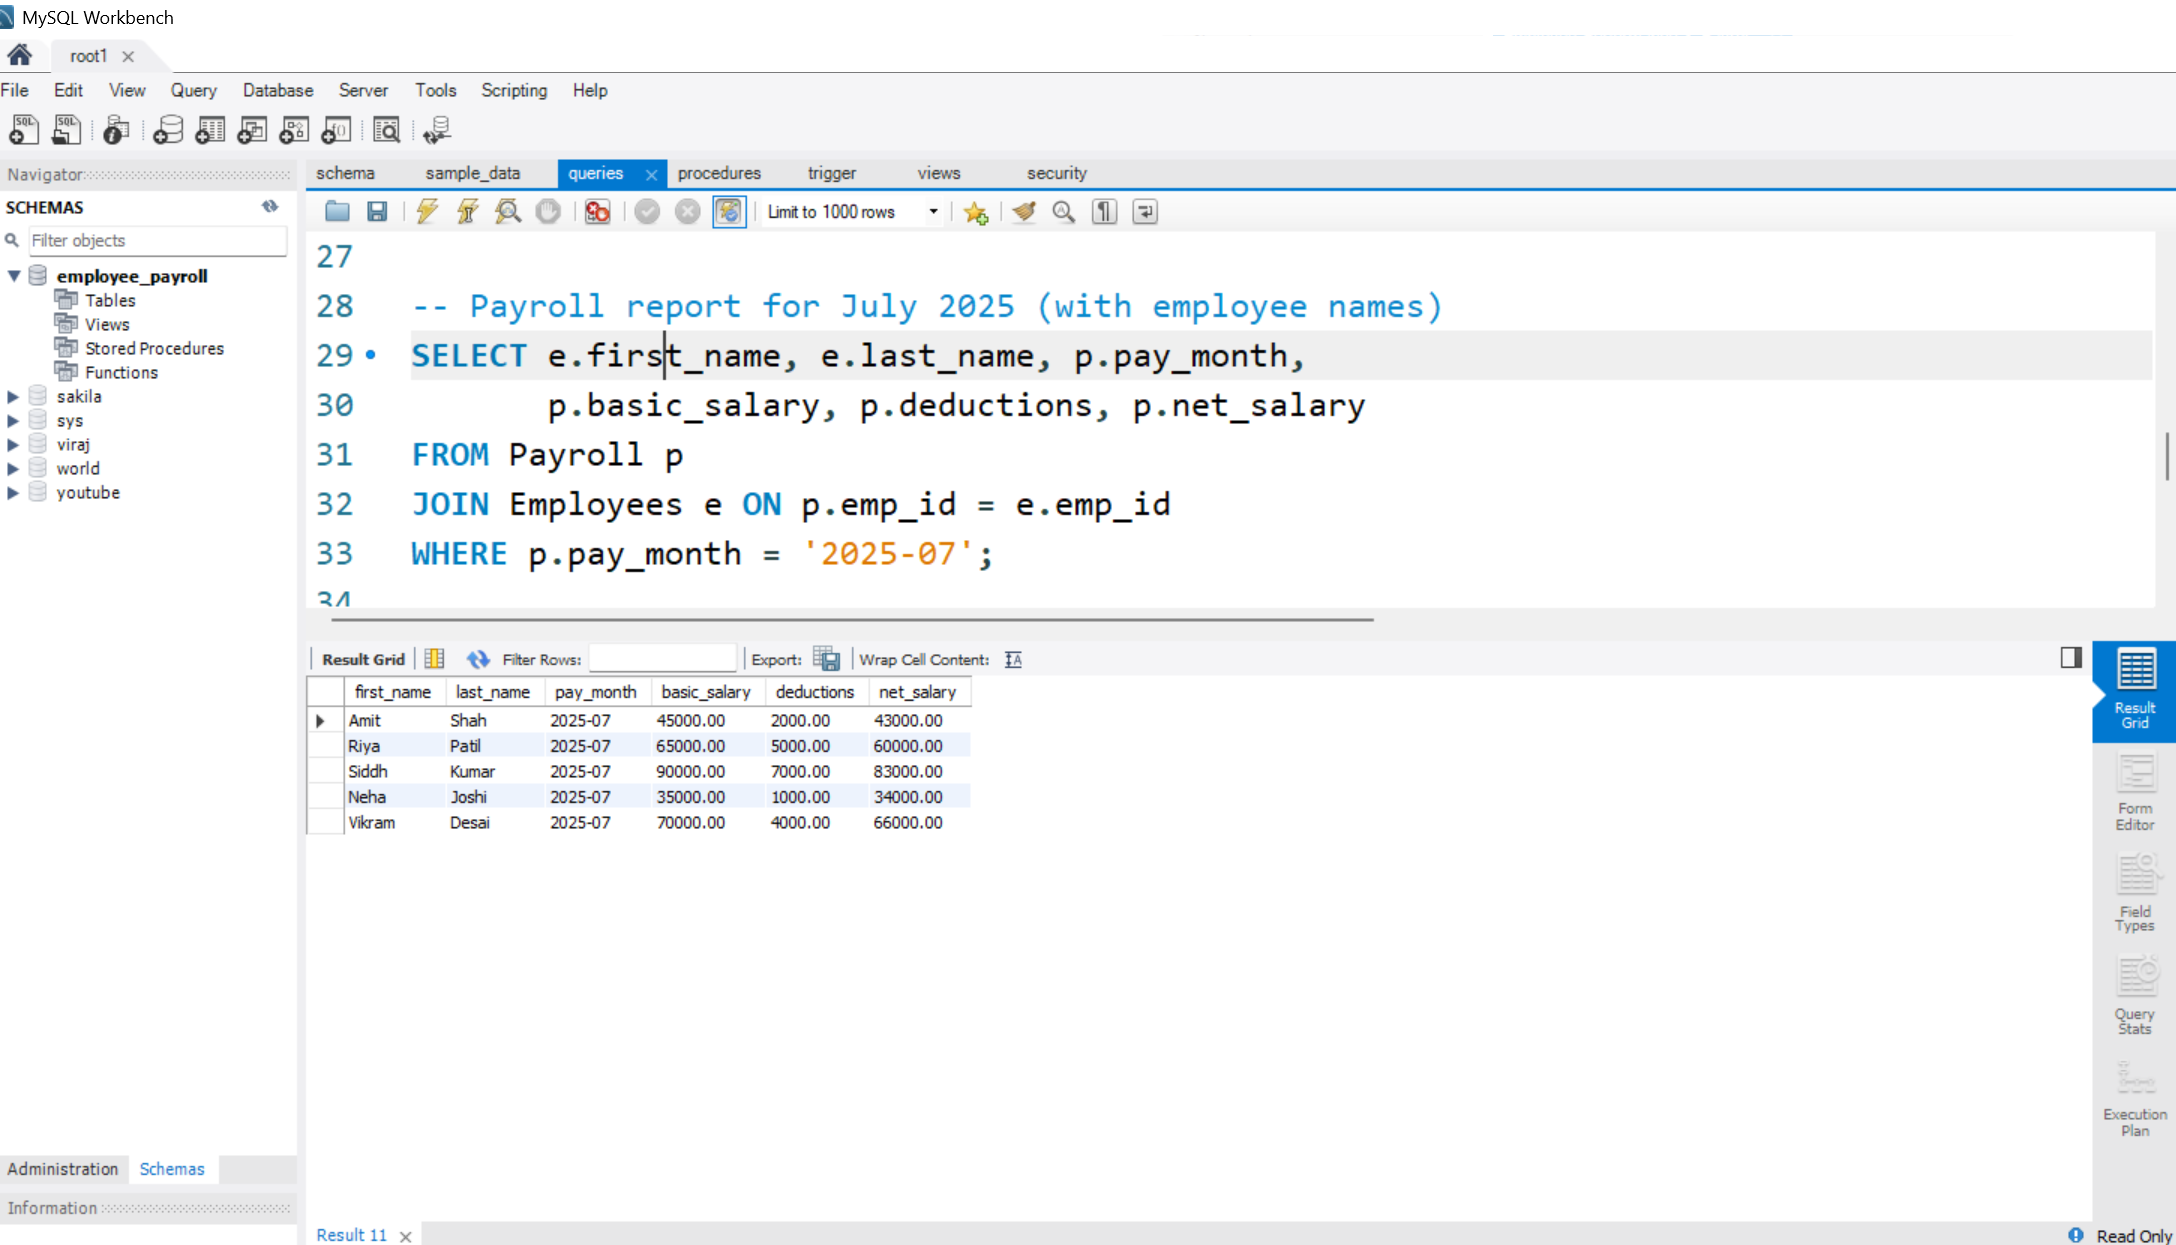 MySQL Workbench
root1
File Edit View Query Database Server Tools Scripting Help
Navigator
SCHEMAS
Filter objects
employee_payroll
Tables
Views
Stored Procedures
Functions
sakila
sys
viraj
world
youtube
Administration Schemas
Information
schema sample_data queries procedures trigger views security
Limit to 1000 rows
27
28 -- Payroll report for July 2025 (with employee names)
29 SELECT e.first_name, e.last_name, p.pay_month,
30 p.basic_salary, p.deductions, p.net_salary
31 FROM Payroll p
32 JOIN Employees e ON p.emp_id = e.emp_id
33 WHERE p.pay_month = '2025-07';
34
Result Grid Filter Rows: Export: Wrap Cell Content:
first_name last_name pay_month basic_salary deductions net_salary
Amit Shah 2025-07 45000.00 2000.00 43000.00
Riya Patil 2025-07 65000.00 5000.00 60000.00
Siddh Kumar 2025-07 90000.00 7000.00 83000.00
Neha Joshi 2025-07 35000.00 1000.00 34000.00
Vikram Desai 2025-07 70000.00 4000.00 66000.00
Result
Grid
Form
Editor
Field
Types
Query
Stats
Execution
Plan
Result 11
Read Only